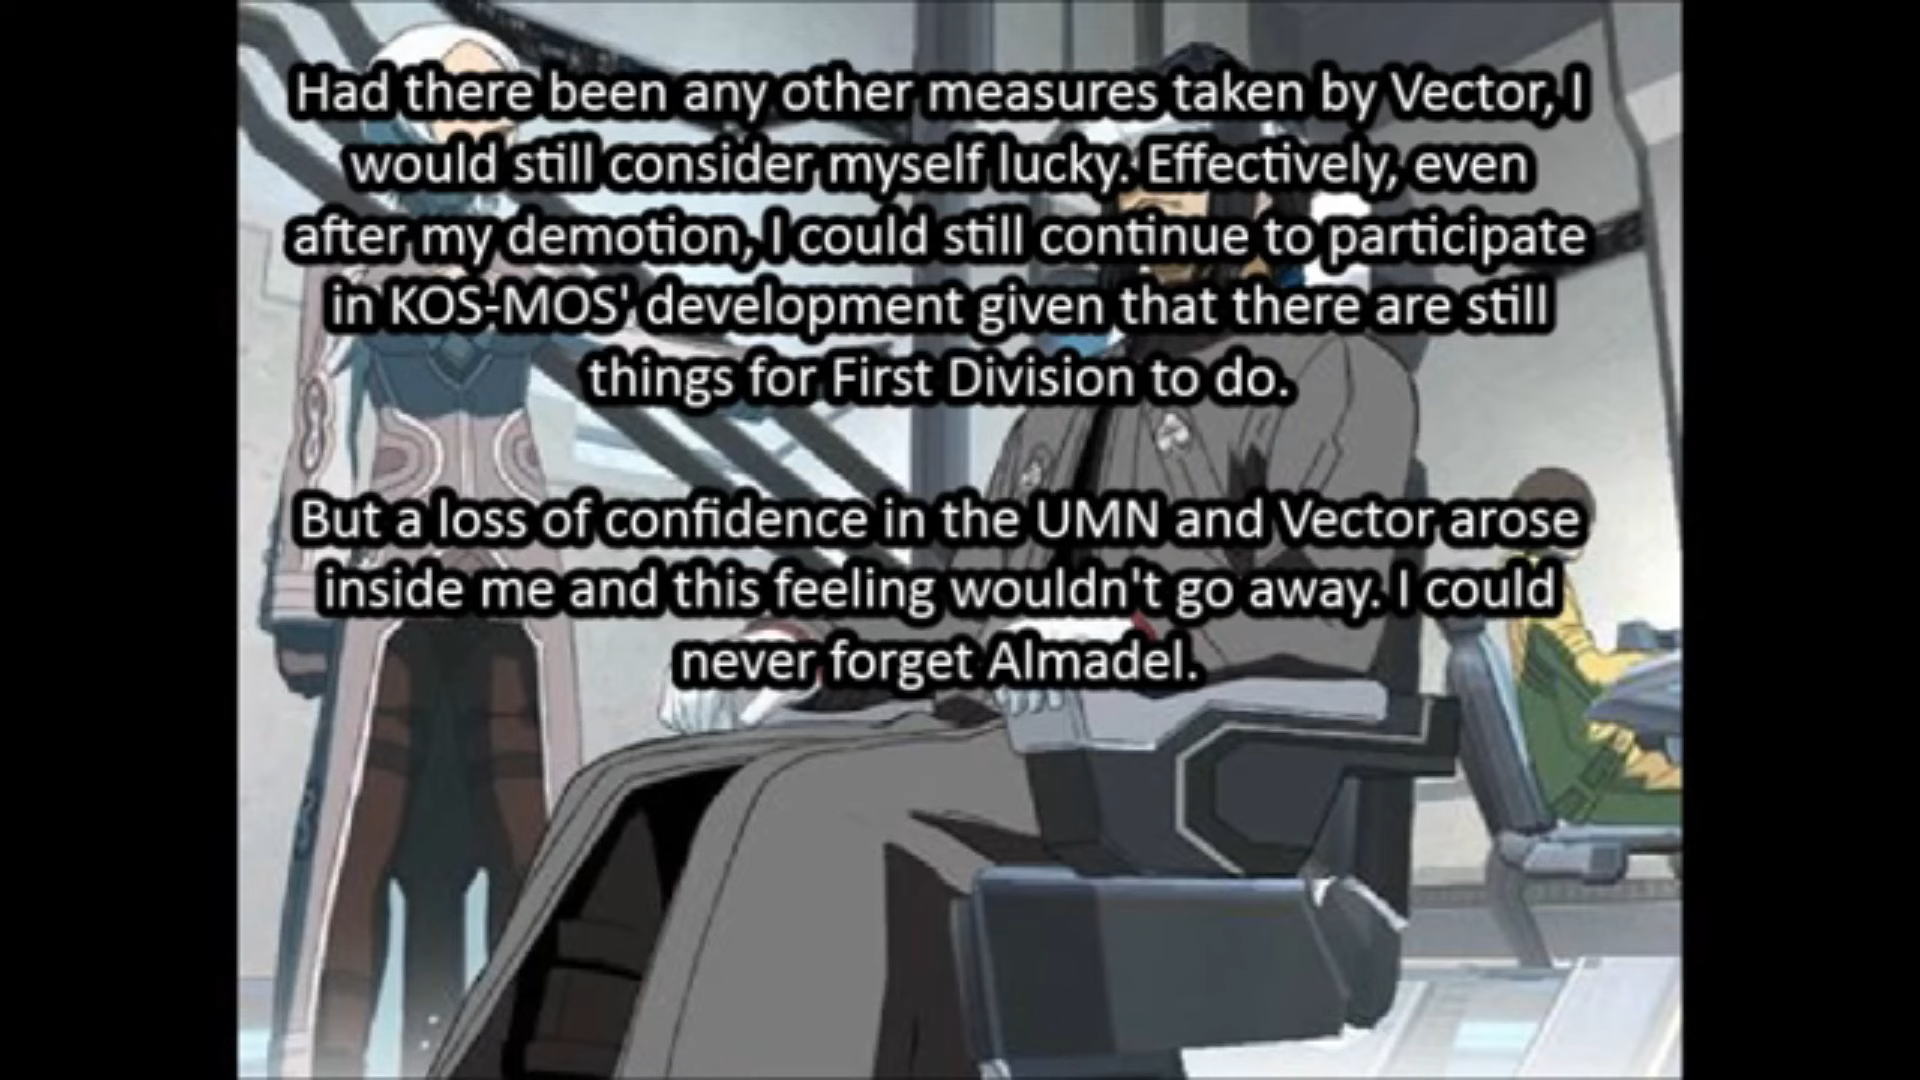 Had there been any other measures taken by Vector, I
would still consider myself lucky. Effectively, even
after my demotion, I could still continue to participate
in KOS-MOS' development given that there are still
things for First Division to do.
But a loss of confidence in the UMN and Vector arose
inside me and this feeling wouldn't go away. I could
never forget Almadel.